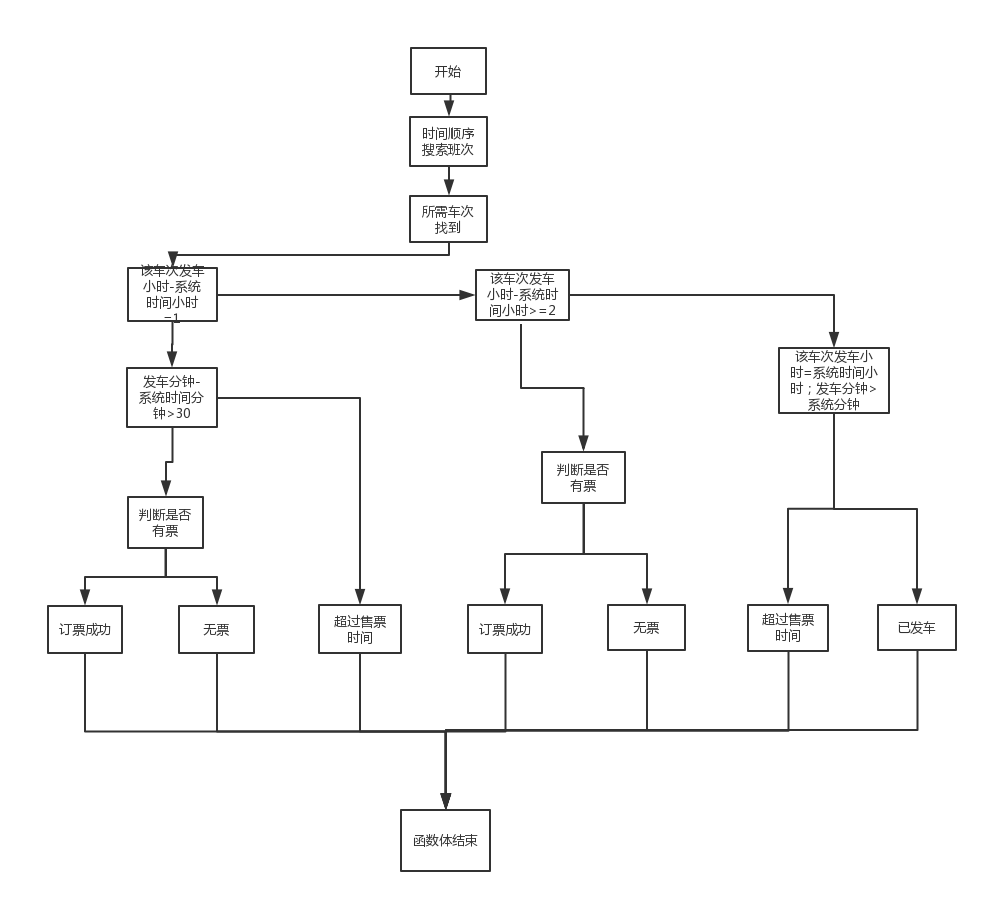 开始
时间顺序
搜索班次
所需车次
找到
该车次发车
小时-系统
时间小时
=1
该车次发车
小时-系统时
间小时>=2
该车次发车小
时=系统时间小
时；发车分钟>
系统分钟
发车分钟-
系统时间分
钟>30
判断是否
有票
判断是否
有票
订票成功
无票
超过售票
时间
订票成功
无票
超过售票
时间
已发车
函数体结束